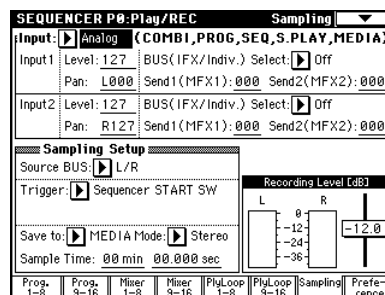 SEQUENCER P0:Play/REC Sampling
Input: Analog (COMBI,PROG,SEQ,S.PLAY,MEDIA)
Input1 Level: 127 BUS(IFX/Indiv.) Select: Off
Pan: L000 Send1(MFX1): 000 Send2(MFX2): 000
Input2 Level: 127 BUS(IFX/Indiv.) Select: Off
Pan: R127 Send1(MFX1): 000 Send2(MFX2): 000
Sampling Setup
Source BUS: L/R
Trigger: Sequencer START SW
Save to: MEDIA Mode: Stereo
Sample Time: 00 min 00.000 sec
Recording Level [dB]
L R
0
-12
-24
-36
-12.0
Prog. 1-8
Prog. 9-16
Mixer 1-8
Mixer 9-16
PlyLoop 1-8
PlyLoop 9-16
Sampling
Prefe-rence